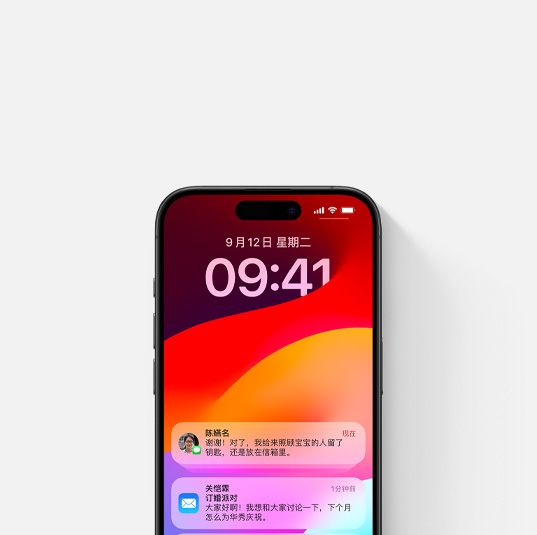 9月12日 星期二
09:41
陈嬿名 现在
谢谢！对了，我给来照顾宝宝的人留了
钥匙，还是放在信箱里。
关恺霖 1分钟前
订婚派对
大家好啊！我想和大家讨论一下，下个月
怎么为华秀庆祝。